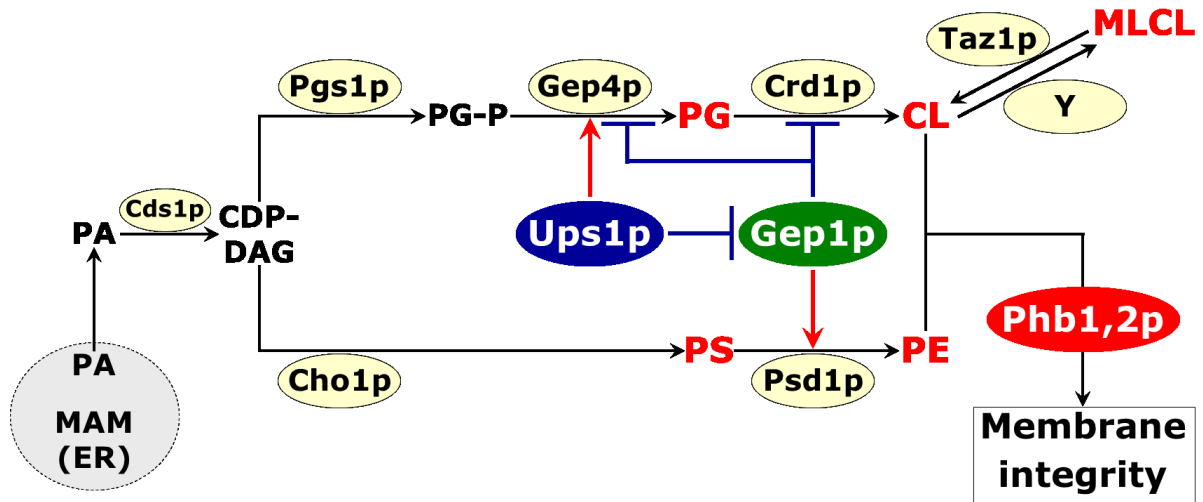 MLCL
Taz1p
Y
Pgs1p
Gep4p
Crd1p
PG-P
PG
CL
Cds1p
PA
CDP-
DAG
Ups1p
Gep1p
Phb1,2p
PS
PE
PA
Cho1p
Psd1p
MAM
(ER)
Membrane
integrity